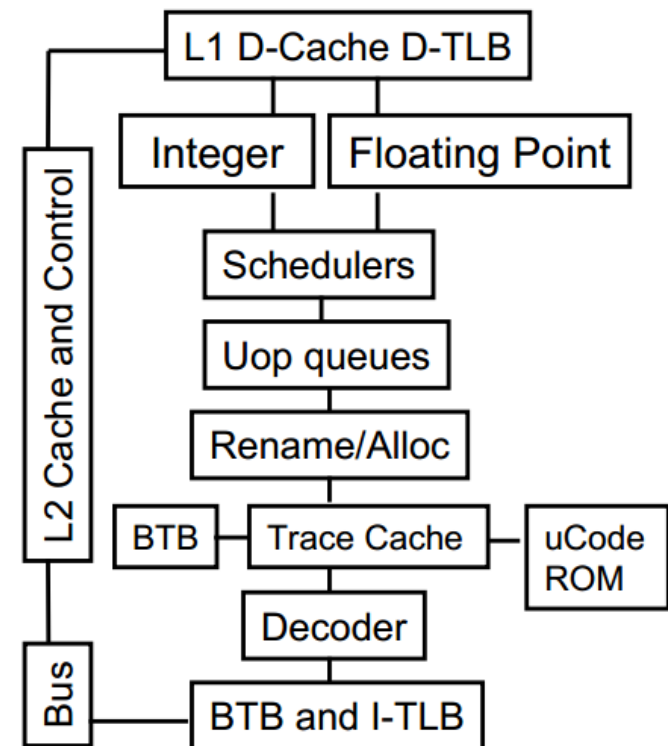 L1 D-Cache D-TLB
Integer
Floating Point
L2 Cache and Control
Schedulers
Uop queues
Rename/Alloc
BTB
Trace Cache
uCode
ROM
Decoder
Bus
BTB and I-TLB